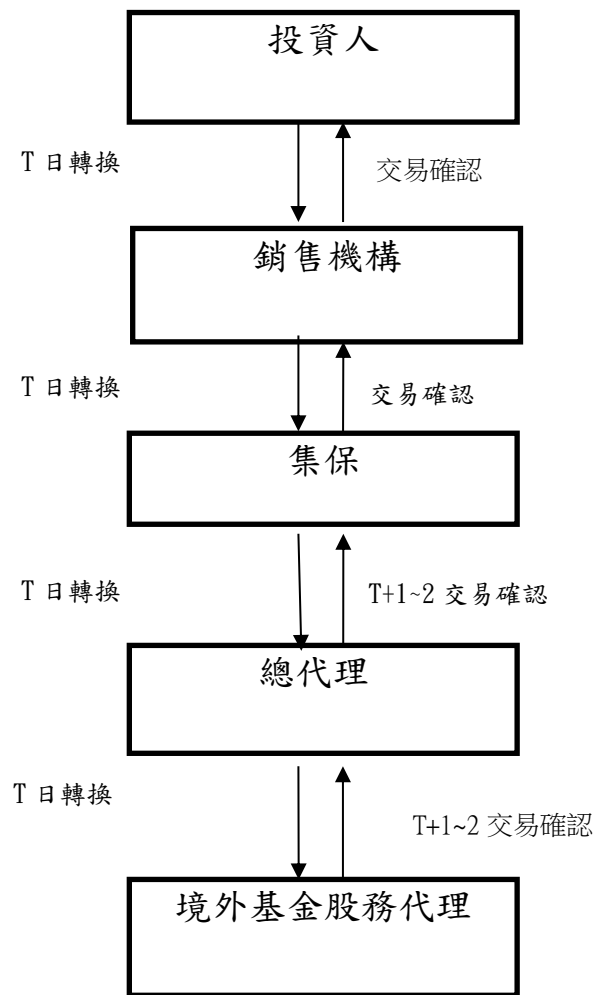 投資人
T 日轉換
交易確認
銷售機構
T 日轉換
交易確認
集保
T 日轉換
T+1~2 交易確認
總代理
T 日轉換
T+1~2 交易確認
境外基金股務代理